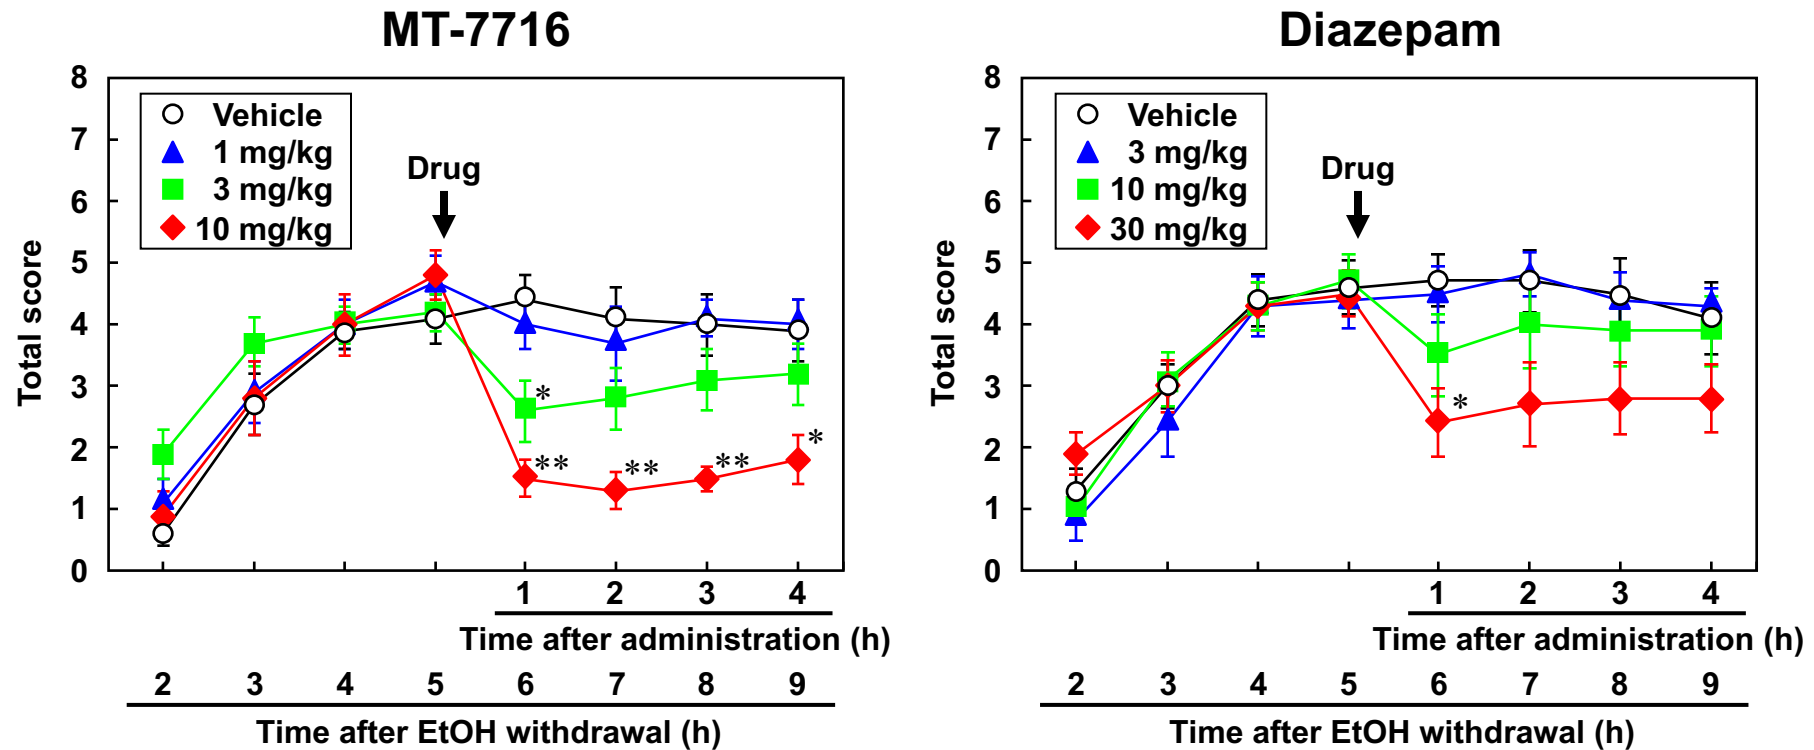 MT-7716
8
7
6
5
4
3
2
1
0
Total score
Vehicle
1 mg/kg
3 mg/kg
10 mg/kg
Drug
*
**
**
**
*
1 2 3 4
Time after administration (h)
2 3 4 5 6 7 8 9
Time after EtOH withdrawal (h)
Diazepam
8
7
6
5
4
3
2
1
0
Total score
Vehicle
3 mg/kg
10 mg/kg
30 mg/kg
Drug
*
1 2 3 4
Time after administration (h)
2 3 4 5 6 7 8 9
Time after EtOH withdrawal (h)